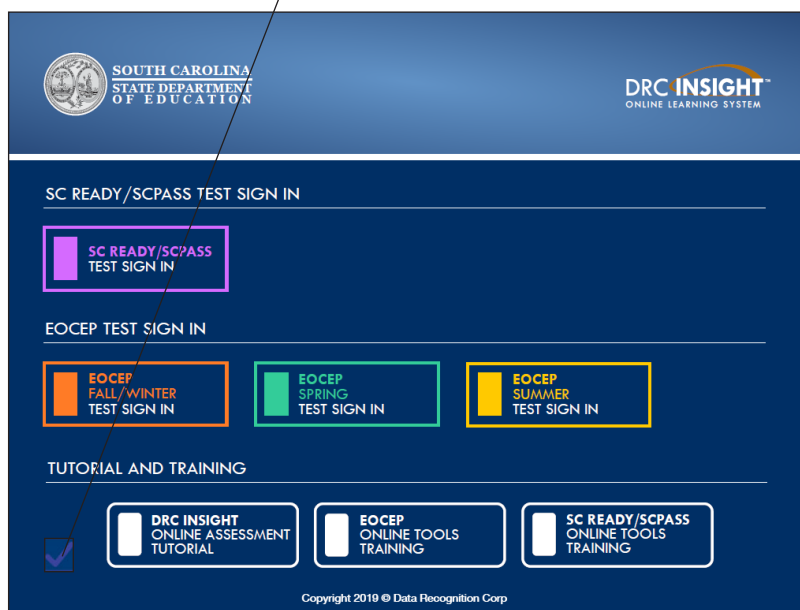 SOUTH CAROLINA
STATE DEPARTMENT
OF EDUCATION
DRC INSIGHT™
ONLINE LEARNING SYSTEM
SC READY/SCPASS TEST SIGN IN
SC READY/SCPASS
TEST SIGN IN
EOCEP TEST SIGN IN
EOCEP
FALL/WINTER
TEST SIGN IN
EOCEP
SPRING
TEST SIGN IN
EOCEP
SUMMER
TEST SIGN IN
TUTORIAL AND TRAINING
DRC INSIGHT
ONLINE ASSESSMENT
TUTORIAL
EOCEP
ONLINE TOOLS
TRAINING
SC READY/SCPASS
ONLINE TOOLS
TRAINING
Copyright 2019 © Data Recognition Corp